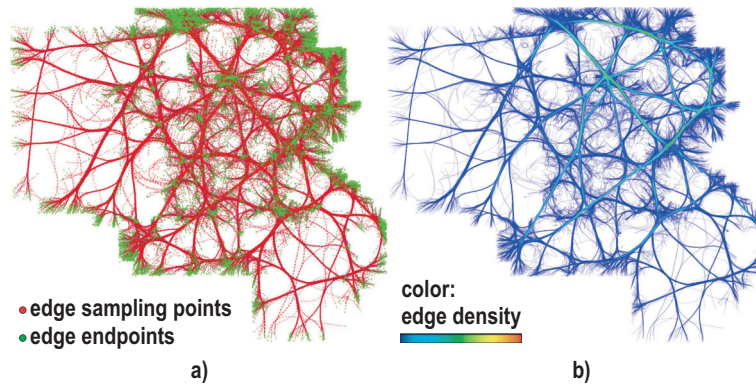 edge sampling points
edge endpoints
color:
edge density
a)
b)